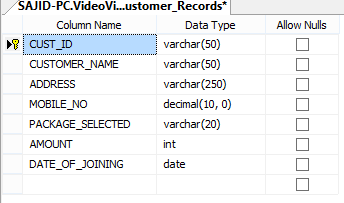 SAJID-PC.VideoVi...ustomer_Records*
Column Name Data Type Allow Nulls
CUST_ID varchar(50)
CUSTOMER_NAME varchar(50)
ADDRESS varchar(250)
MOBILE_NO decimal(10, 0)
PACKAGE_SELECTED varchar(20)
AMOUNT int
DATE_OF_JOINING date